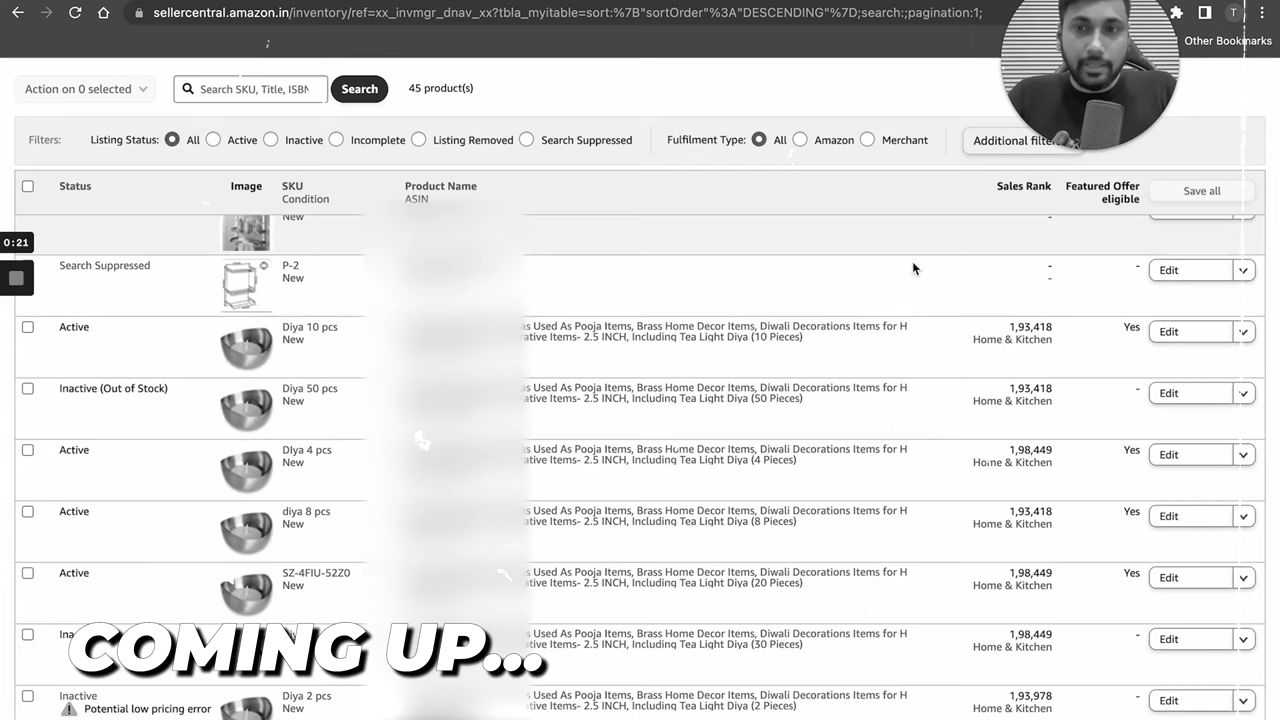 sellercentral.amazon.in/inventory/ref=xx_invmgr_dnav_xx?tbla_myitable=sort:%7B"sortOrder"%3A"DESCENDING"%7D;search:;pagination:1;
T
Other Bookmarks
Action on 0 selected
Search SKU, Title, ISBN
Search
45 product(s)
Filters:
Listing Status:
All
Active
Inactive
Incomplete
Listing Removed
Search Suppressed
Fulfilment Type:
All
Amazon
Merchant
Additional filte
Status
Image
SKU
Condition
Product Name
ASIN
Sales Rank
Featured Offer
eligible
Save all
New
-
0:21
Search Suppressed
P-2
New
-
-
-
Edit
Active
Diya 10 pcs
New
as Used As Pooja Items, Brass Home Decor Items, Diwali Decorations Items for H
rative Items- 2.5 INCH, Including Tea Light Diya (10 Pieces)
1,93,418
Home & Kitchen
Yes
Edit
Inactive (Out of Stock)
Diya 50 pcs
New
as Used As Pooja Items, Brass Home Decor Items, Diwali Decorations Items for H
rative Items- 2.5 INCH, Including Tea Light Diya (50 Pieces)
1,93,418
Home & Kitchen
-
Edit
Active
DIya 4 pcs
New
as Used As Pooja Items, Brass Home Decor Items, Diwali Decorations Items for H
ative Items- 2.5 INCH, Including Tea Light Diya (4 Pieces)
1,98,449
Home & Kitchen
Yes
Edit
Active
diya 8 pcs
New
as Used As Pooja Items, Brass Home Decor Items, Diwali Decorations Items for H
ative Items- 2.5 INCH, Including Tea Light Diya (8 Pieces)
1,93,418
Home & Kitchen
Yes
Edit
Active
SZ-4FIU-52Z0
New
as Used As Pooja Items, Brass Home Decor Items, Diwali Decorations Items for H
ative Items- 2.5 INCH, Including Tea Light Diya (20 Pieces)
1,98,449
Home & Kitchen
Yes
Edit
COMING UP...
as Used As Pooja Items, Brass Home Decor Items, Diwali Decorations Items for H
ative Items- 2.5 INCH, Including Tea Light Diya (30 Pieces)
1,98,449
Home & Kitchen
-
Edit
Inactive
Potential low pricing error
Diya 2 pcs
New
as Used As Pooja Items, Brass Home Decor Items, Diwali Decorations Items for H
ative Items- 2.5 INCH, Including Tea Light Diya (2 Pieces)
1,93,978
Home & Kitchen
-
Edit